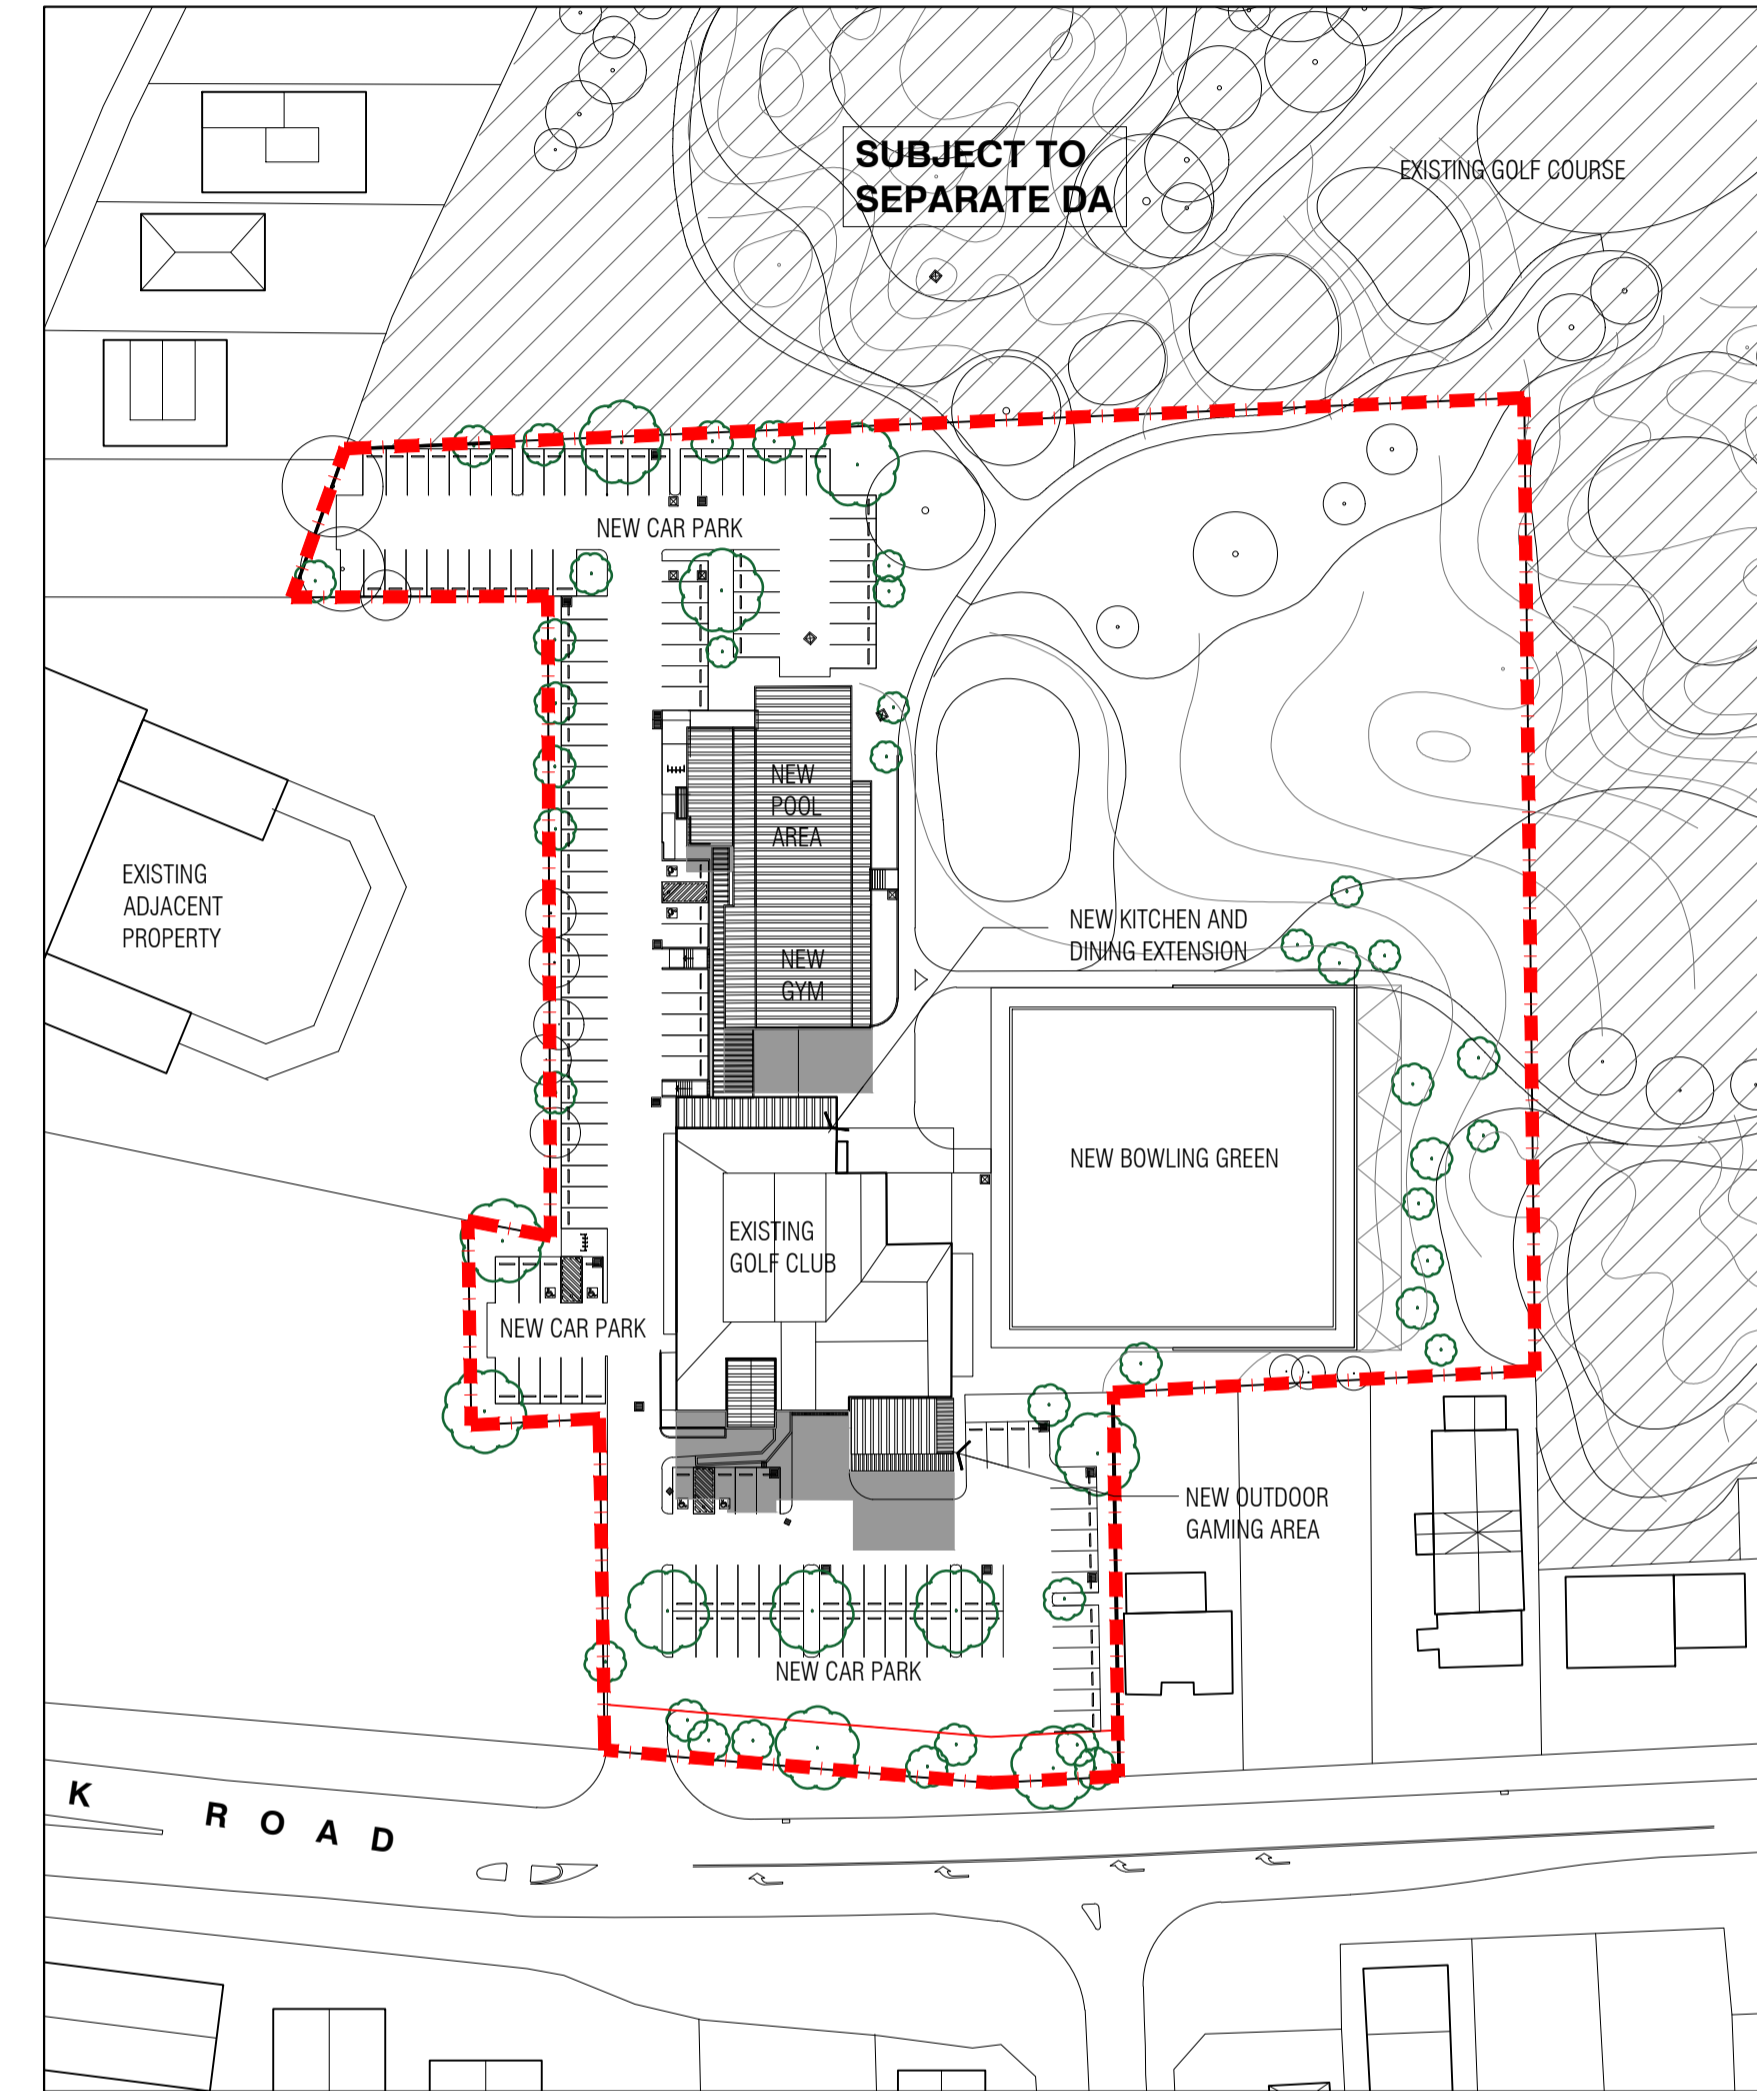 SUBJECT TO
SEPARATE DA
EXISTING GOLF COURSE
NEW CAR PARK
NEW
POOL
AREA
EXISTING
ADJACENT
PROPERTY
NEW KITCHEN AND
DINING EXTENSION
NEW
GYM
NEW BOWLING GREEN
EXISTING
GOLF CLUB
NEW CAR PARK
NEW OUTDOOR
GAMING AREA
NEW CAR PARK
K ROAD